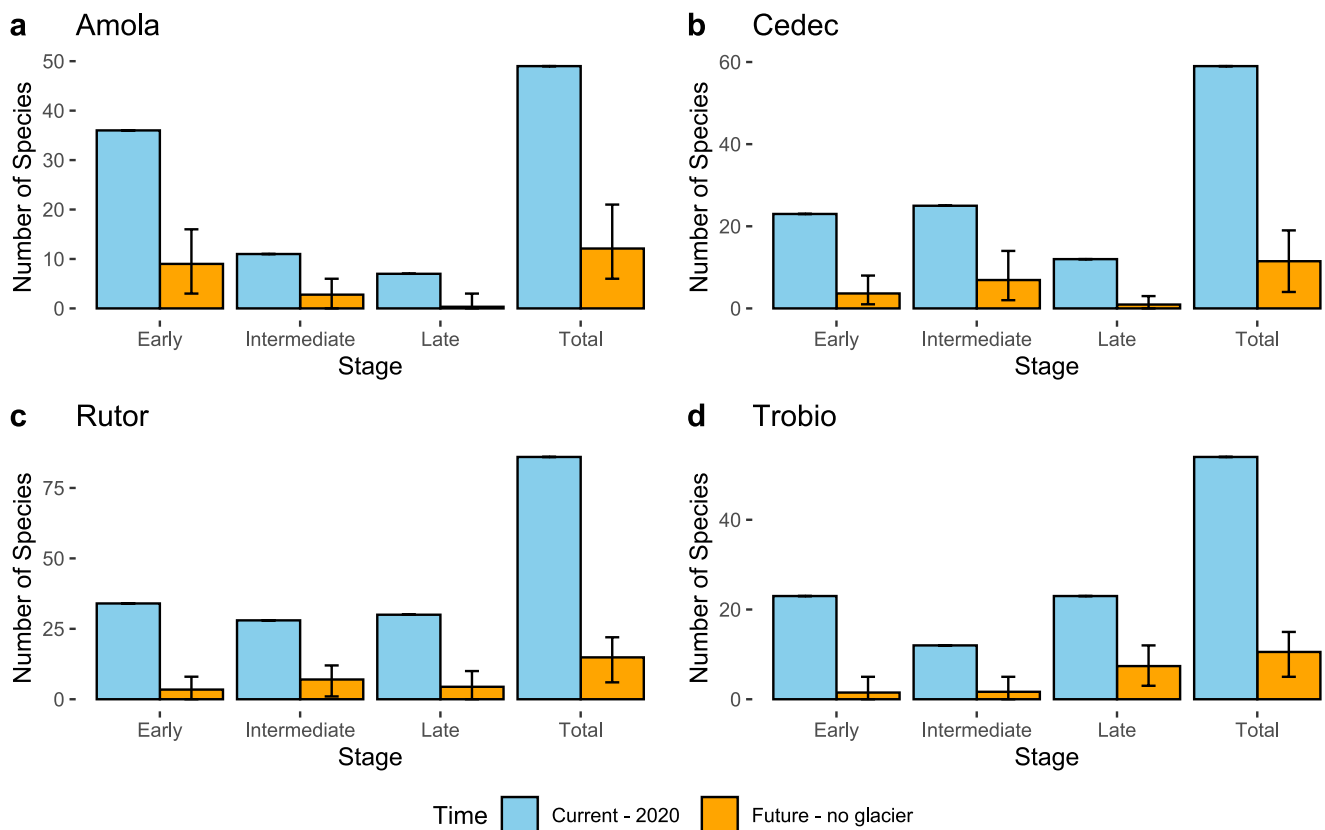 a Amola
Number of Species
50
40
30
20
10
0
Early Intermediate Late Total
Stage
b Cedec
Number of Species
60
40
20
0
Early Intermediate Late Total
Stage
c Rutor
Number of Species
75
50
25
0
Early Intermediate Late Total
Stage
d Trobio
Number of Species
40
20
0
Early Intermediate Late Total
Stage
Time Current - 2020 Future - no glacier